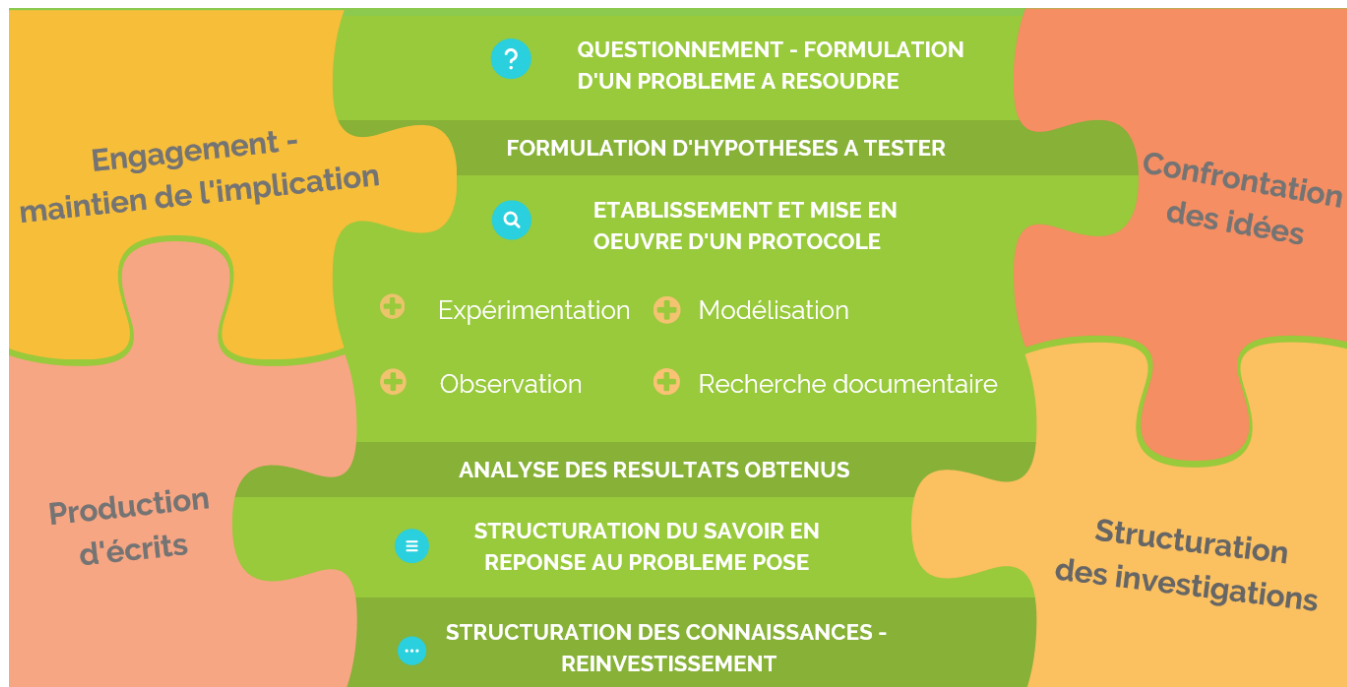 QUESTIONNEMENT - FORMULATION
D'UN PROBLEME A RESOUDRE
FORMULATION D'HYPOTHESES A TESTER
Engagement -
maintien de l'implication
Confrontation
des idées
ETABLISSEMENT ET MISE EN
OEUVRE D'UN PROTOCOLE
Expérimentation
Modélisation
Observation
Recherche documentaire
ANALYSE DES RESULTATS OBTENUS
Production
d'écrits
STRUCTURATION DU SAVOIR EN
REPONSE AU PROBLEME POSE
Structuration
des investigations
STRUCTURATION DES CONNAISSANCES -
REINVESTISSEMENT